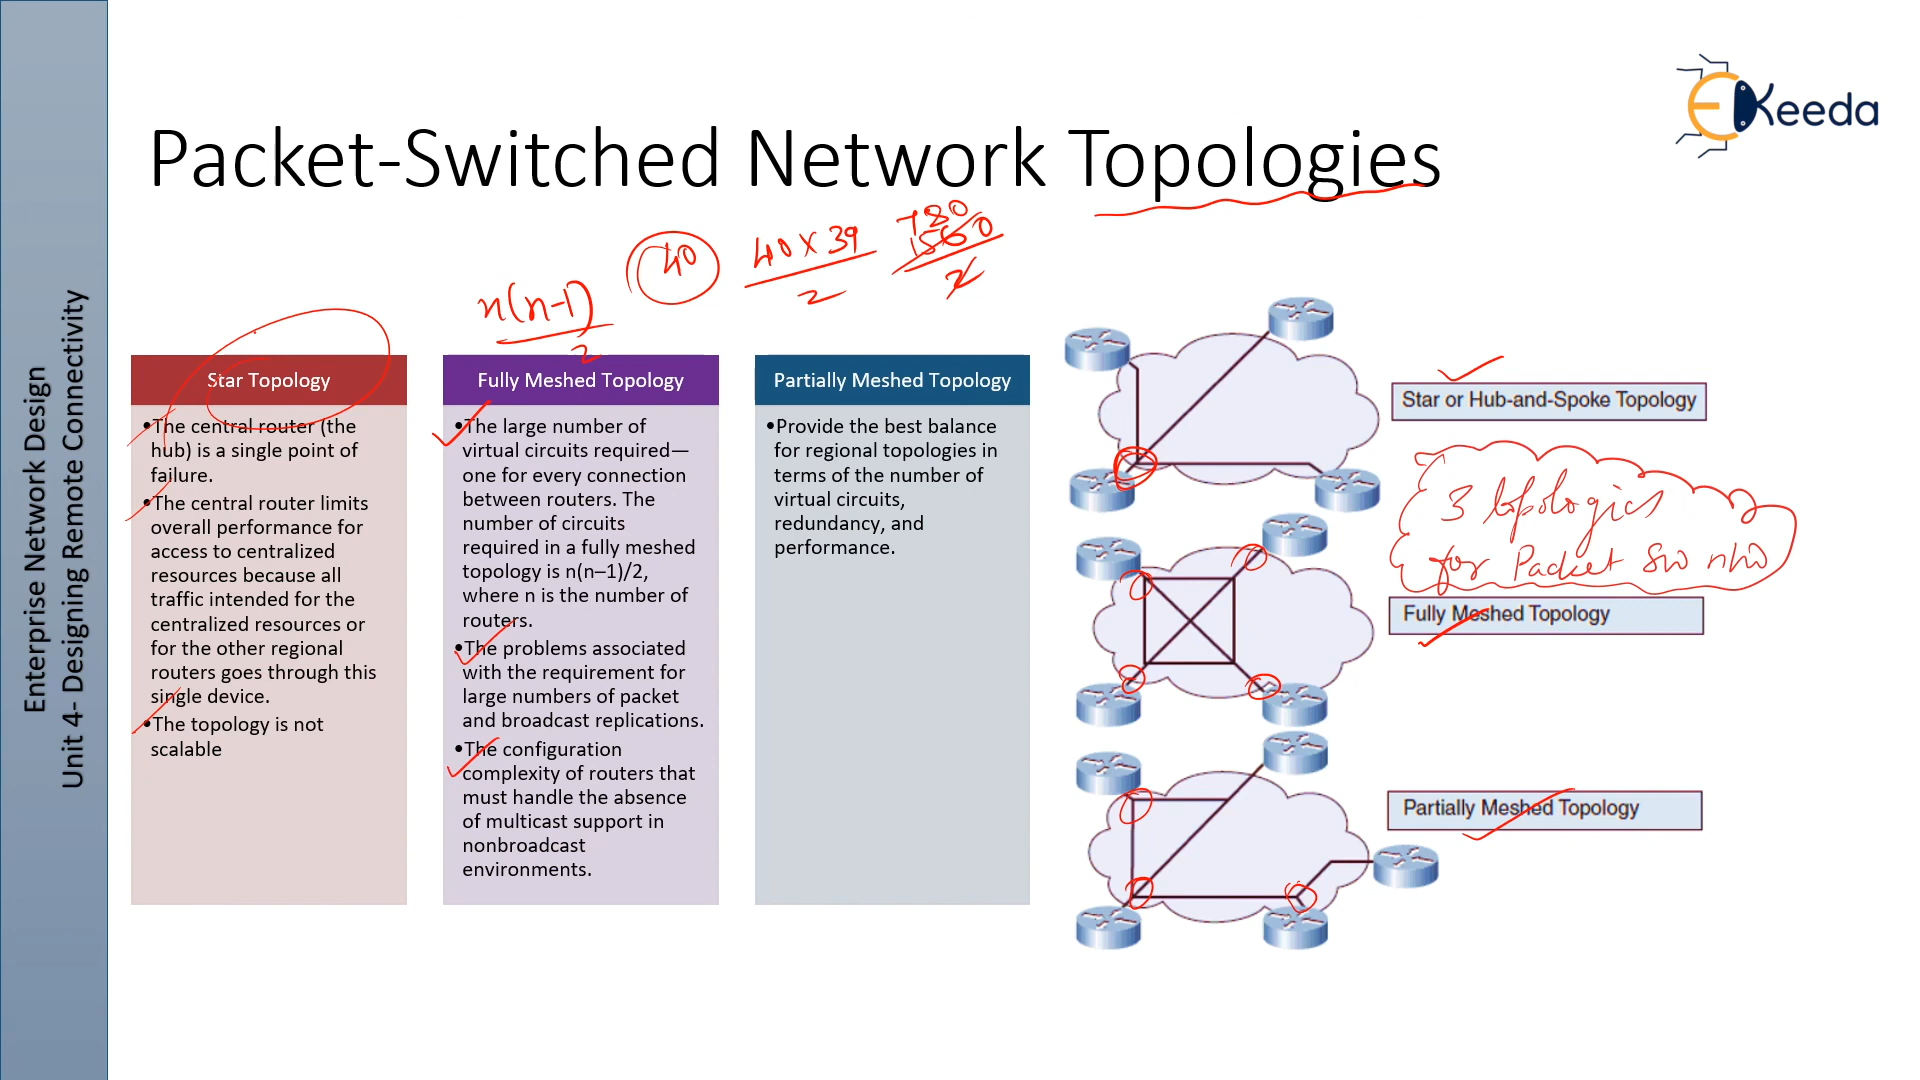 Enterprise Network Design
Unit 4- Designing Remote Connectivity
EKeeda
Packet-Switched Network Topologies
n(n-1)
2
40
40 x 39
2
780
1560
2
Star Topology
•The central router (the
hub) is a single point of
failure.
•The central router limits
overall performance for
access to centralized
resources because all
traffic intended for the
centralized resources or
for the other regional
routers goes through this
single device.
•The topology is not
scalable
Fully Meshed Topology
•The large number of
virtual circuits required—
one for every connection
between routers. The
number of circuits
required in a fully meshed
topology is n(n–1)/2,
where n is the number of
routers.
•The problems associated
with the requirement for
large numbers of packet
and broadcast replications.
•The configuration
complexity of routers that
must handle the absence
of multicast support in
nonbroadcast
environments.
Partially Meshed Topology
•Provide the best balance
for regional topologies in
terms of the number of
virtual circuits,
redundancy, and
performance.
Star or Hub-and-Spoke Topology
3 topologies
for Packet SW n/w
Fully Meshed Topology
Partially Meshed Topology